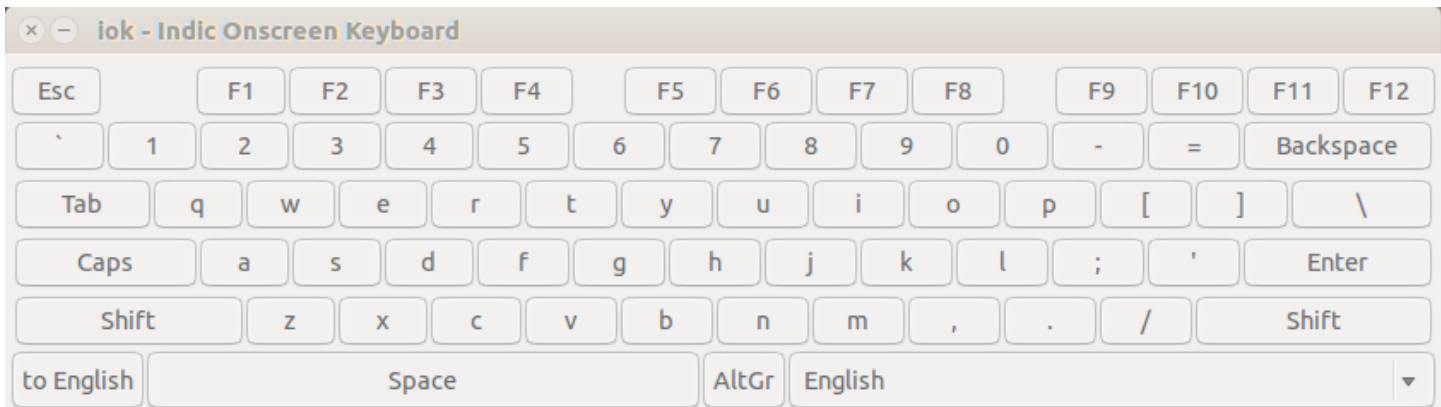 iok - Indic Onscreen Keyboard
Esc F1 F2 F3 F4 F5 F6 F7 F8 F9 F10 F11 F12
` 1 2 3 4 5 6 7 8 9 0 - = Backspace
Tab q w e r t y u i o p [ ] \
Caps a s d f g h j k l ; ' Enter
Shift z x c v b n m , . / Shift
to English Space AltGr English